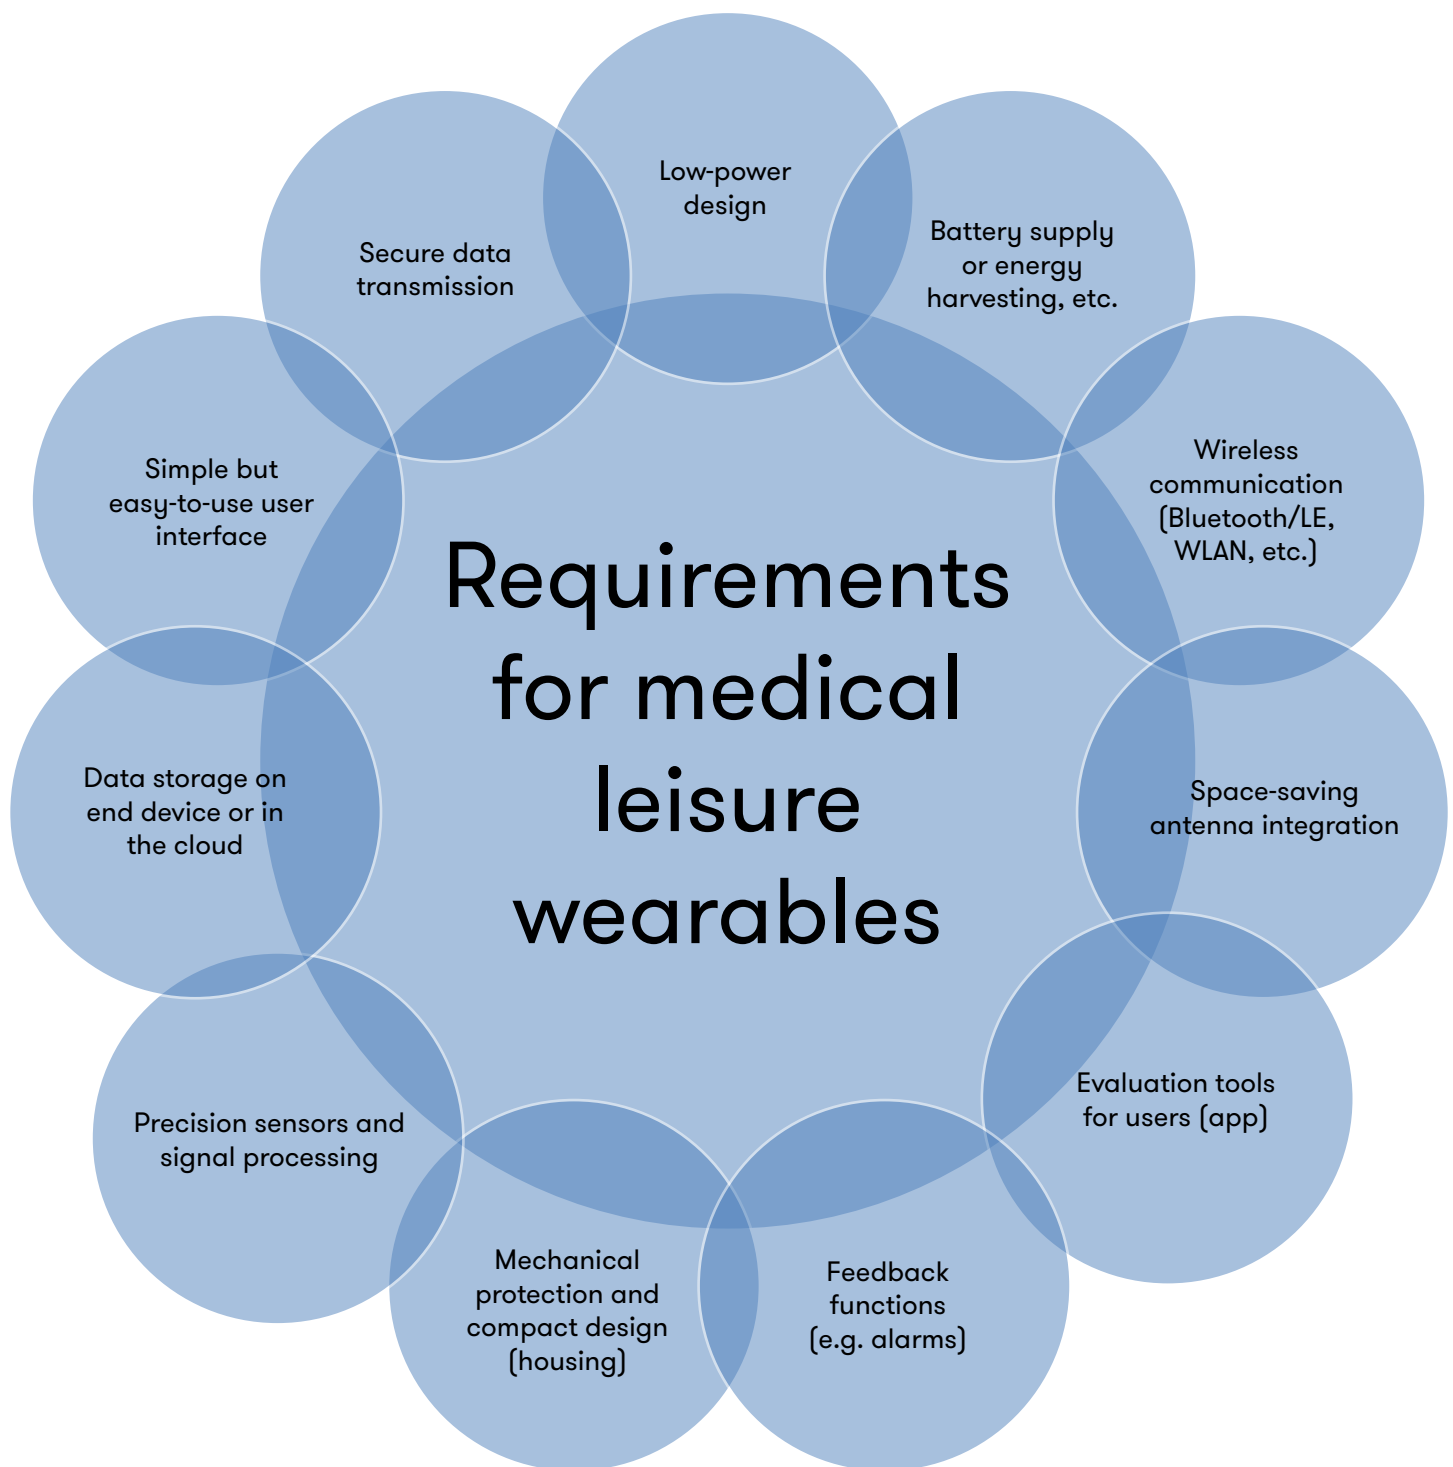 Low-power
design
Battery supply
or energy
harvesting, etc.
Wireless
communication
(Bluetooth/LE,
WLAN, etc.)
Space-saving
antenna integration
Evaluation tools
for users (app)
Feedback
functions
(e.g. alarms)
Mechanical
protection and
compact design
(housing)
Precision sensors and
signal processing
Data storage on
end device or in
the cloud
Simple but
easy-to-use user
interface
Secure data
transmission
Requirements
for medical
leisure
wearables